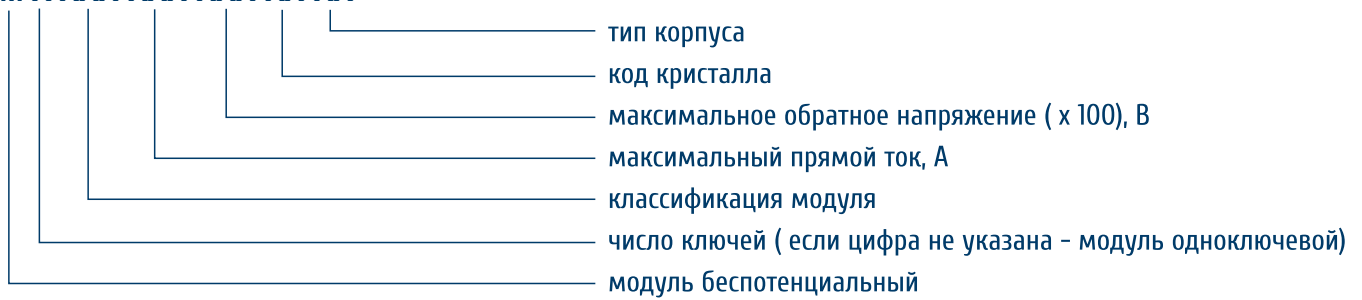 тип корпуса
код кристалла
максимальное обратное напряжение ( х 100), В
максимальный прямой ток, А
классификация модуля
число ключей ( если цифра не указана - модуль одноключевой)
модуль беспотенциальный